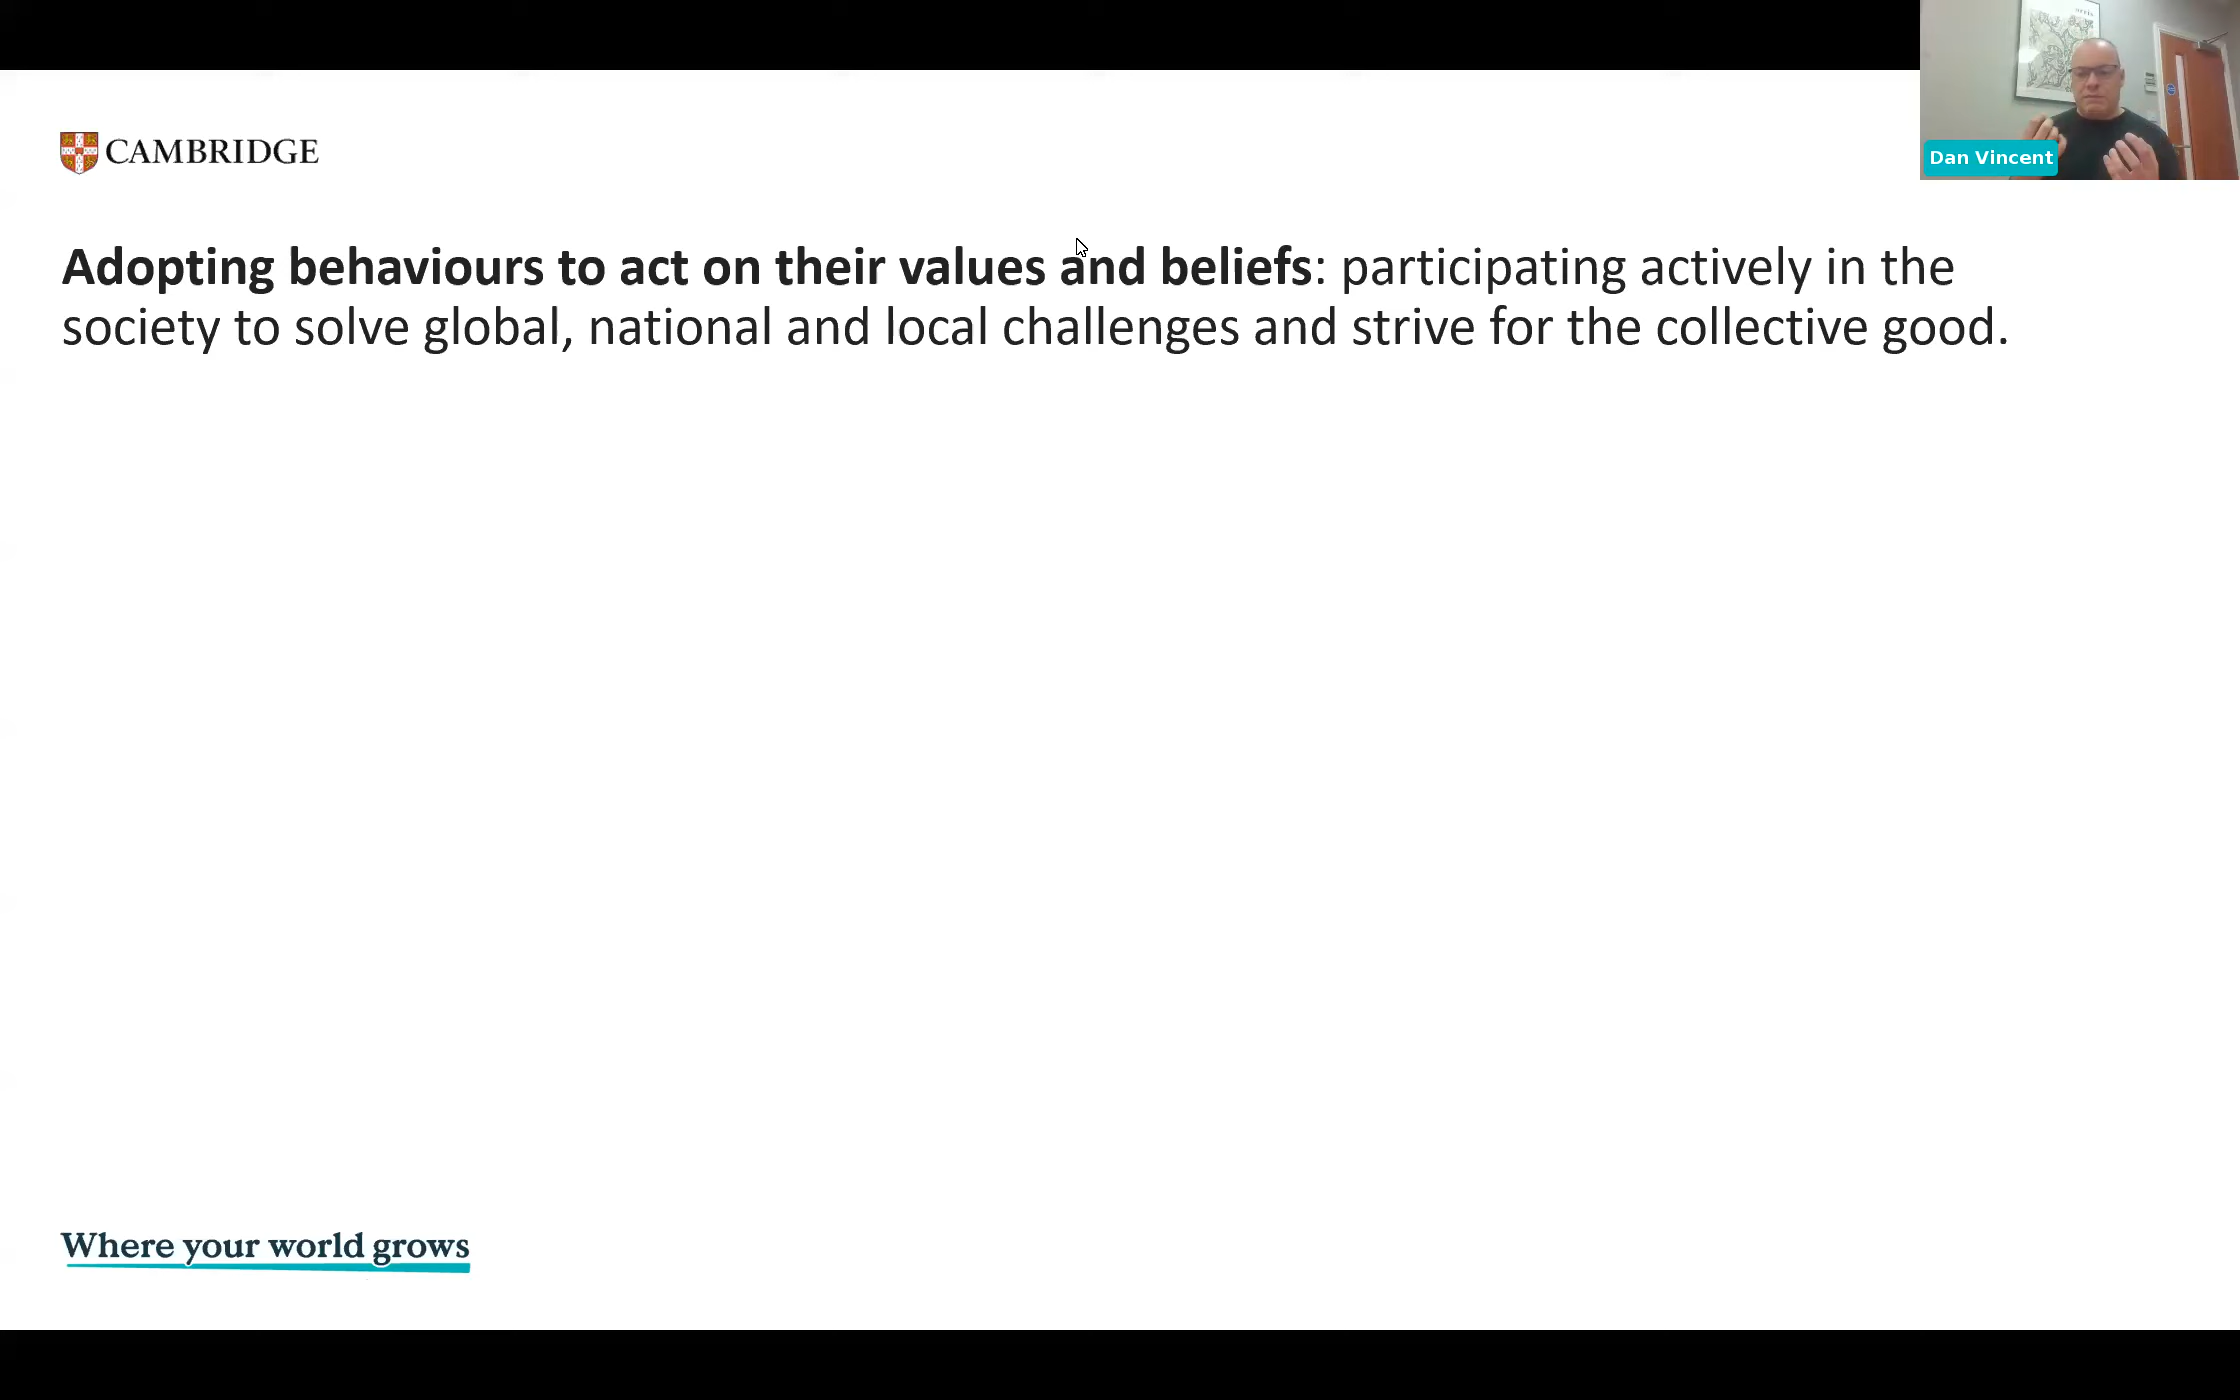 CAMBRIDGE
Dan Vincent
Adopting behaviours to act on their values and beliefs: participating actively in the
society to solve global, national and local challenges and strive for the collective good.
Where your world grows